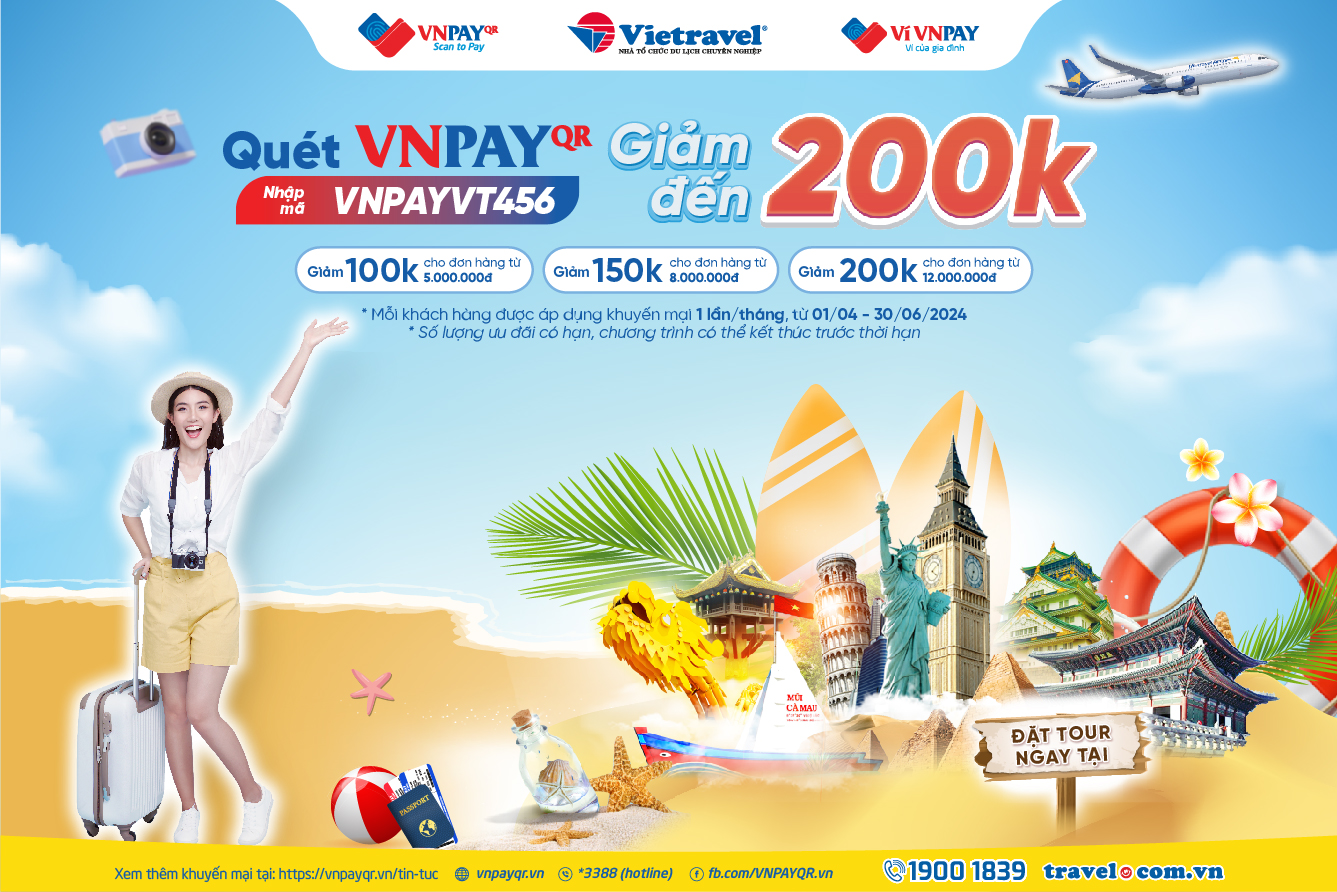 VNPAYQR
Scan to Pay
Vietravel®
NHÀ TỔ CHỨC DU LỊCH CHUYÊN NGHIỆP
VÍ VNPAY
Ví của gia đình
Quét VNPAYQR
Giảm đến 200k
Nhập mã VNPAYVT456
Giảm 100k cho đơn hàng từ 5.000.000đ
Giảm 150k cho đơn hàng từ 8.000.000đ
Giảm 200k cho đơn hàng từ 12.000.000đ
* Mỗi khách hàng được áp dụng khuyến mại 1 lần/tháng, từ 01/04 - 30/06/2024
* Số lượng ưu đãi có hạn, chương trình có thể kết thúc trước thời hạn
MŨI
CÀ MAU
PASSPORT
ĐẶT TOUR
NGAY TẠI
Xem thêm khuyến mại tại: https://vnpayqr.vn/tin-tuc
vnpayqr.vn
*3388 (hotline)
fb.com/VNPAYQR.vn
1900 1839
travel.com.vn